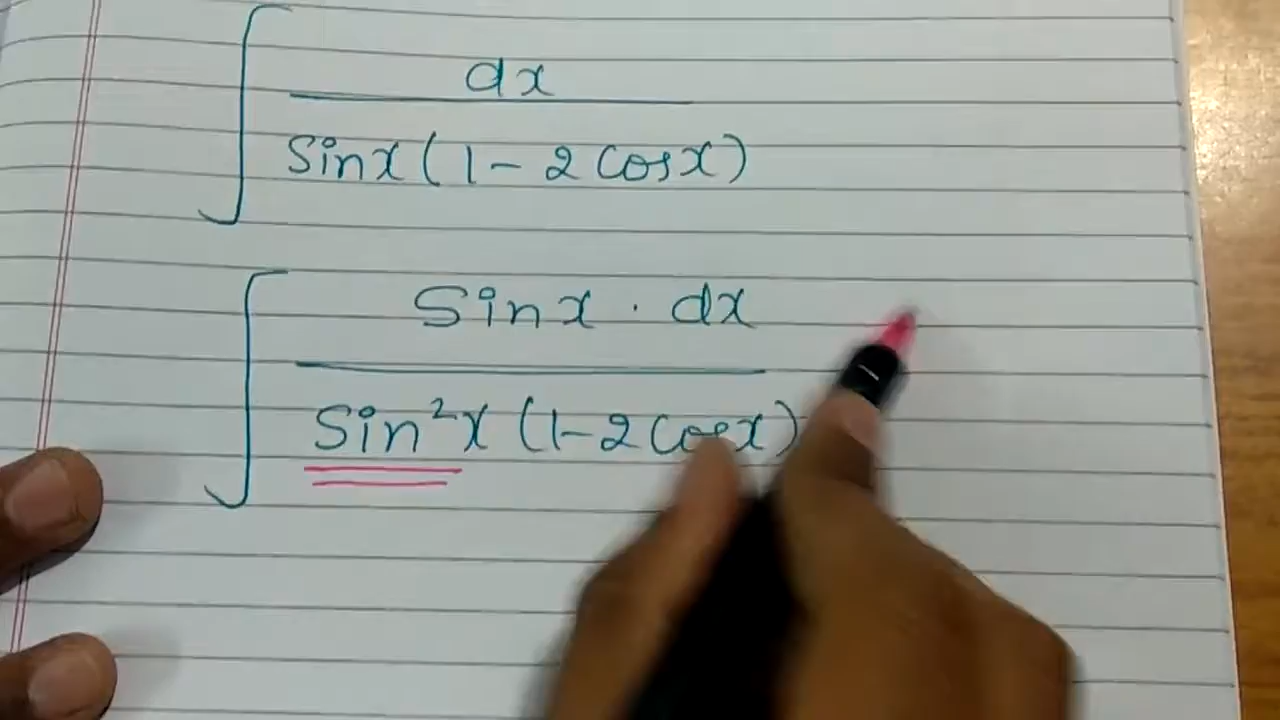 ∫ dx
Sinx(1-2Cosx)
∫ Sinx · dx
Sin²x(1-2Cosx)